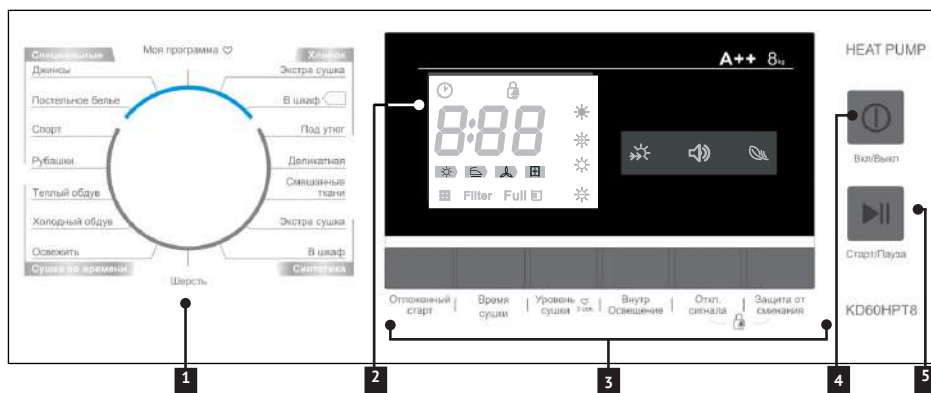 Моя программа
Специальные
Хлопок
Джинсы
Экстра сушка
Постельное белье
В шкаф
Спорт
Под утюг
Рубашки
Деликатная
Теплый обдув
Смешанные
ткани
Холодный обдув
Экстра сушка
Освежить
В шкаф
Сушка по времени
Синтетика
Шерсть
A++ 8kg
8:88
Filter Full
HEAT PUMP
Вкл/Выкл
Старт/Пауза
KD60HPT8
Отложенный
старт
Время
сушки
Уровень
сушки 3 сек.
Внутр
Освещение
Откл.
сигнала
Защита от
сминания
1
2
3
4
5